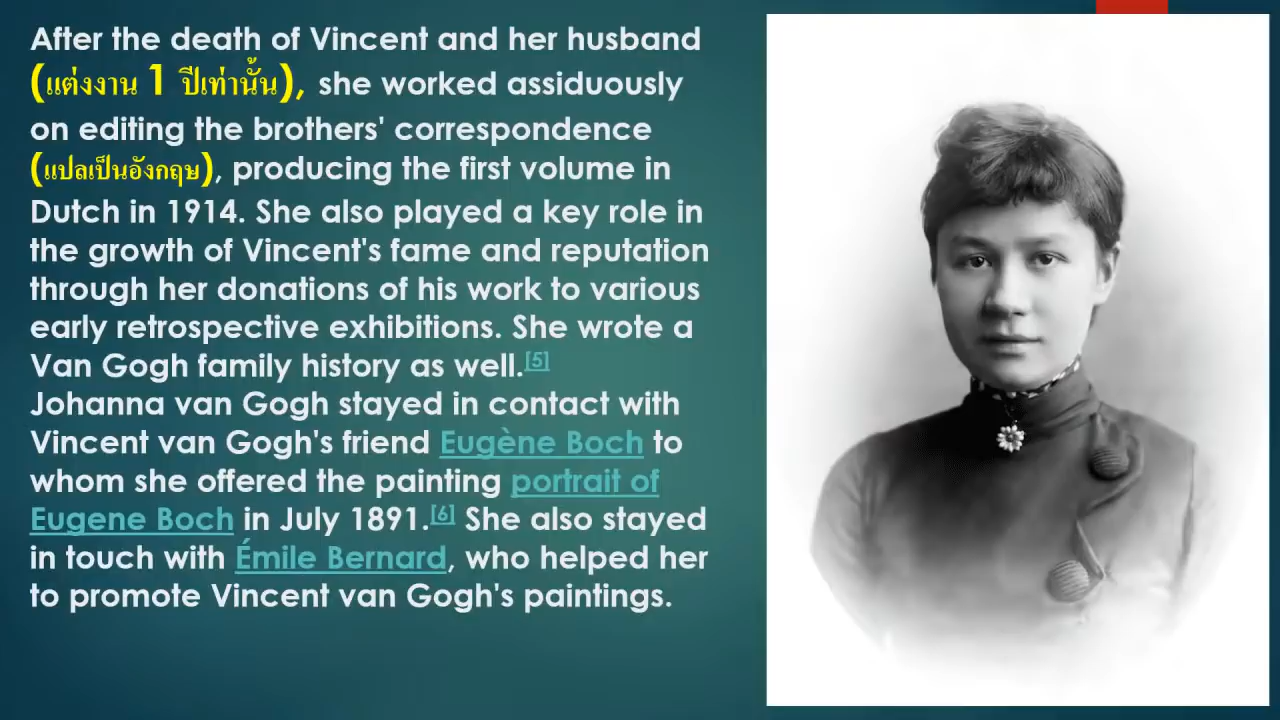 After the death of Vincent and her husband
(แต่งงาน 1 ปีเท่านั้น), she worked assiduously
on editing the brothers' correspondence
(แปลเป็นอังกฤษ), producing the first volume in
Dutch in 1914. She also played a key role in
the growth of Vincent's fame and reputation
through her donations of his work to various
early retrospective exhibitions. She wrote a
Van Gogh family history as well.[5]
Johanna van Gogh stayed in contact with
Vincent van Gogh's friend Eugène Boch to
whom she offered the painting portrait of
Eugene Boch in July 1891.[6] She also stayed
in touch with Émile Bernard, who helped her
to promote Vincent van Gogh's paintings.